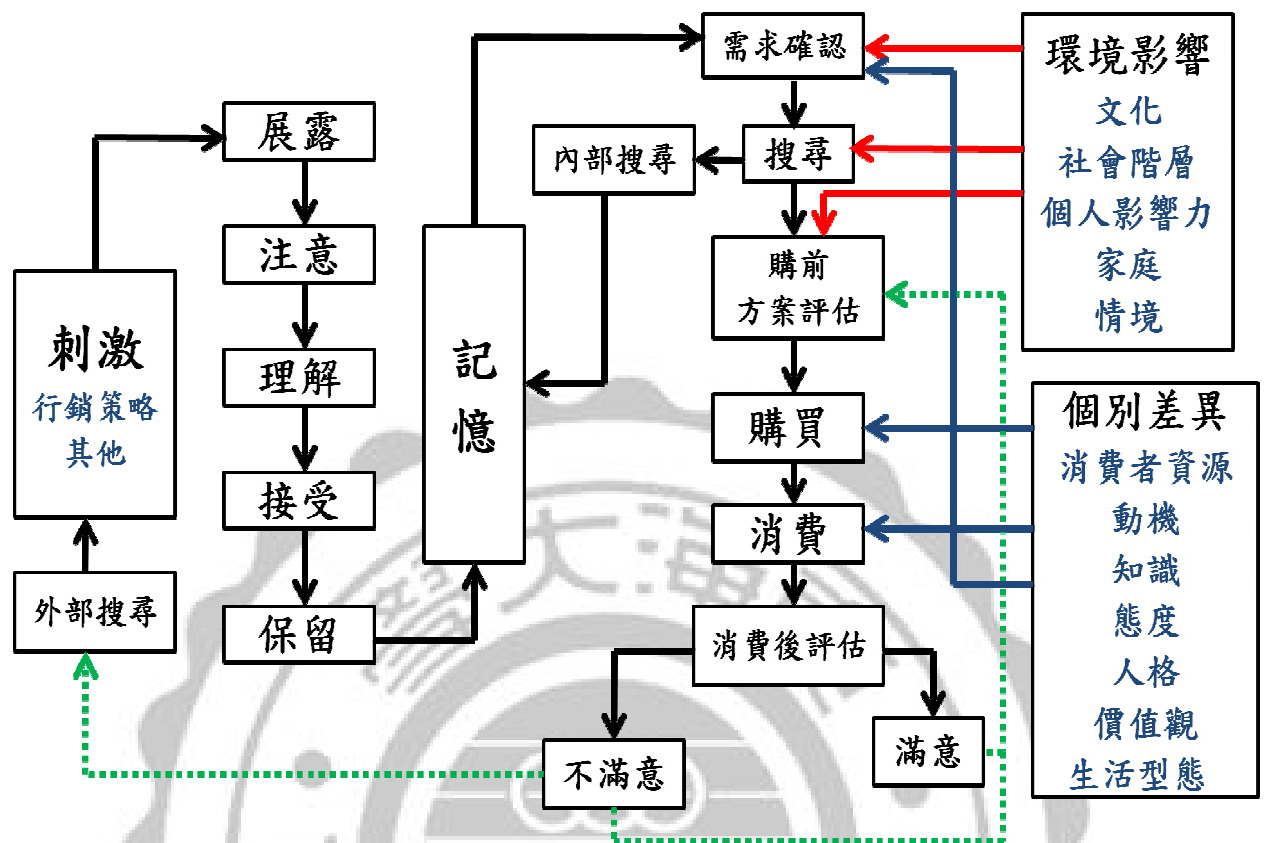 需求確認
環境影響
文化
社會階層
個人影響力
家庭
情境
展露
內部搜尋
搜尋
注意
購前
方案評估
刺激
行銷策略
其他
理解
記
憶
購買
個別差異
消費者資源
動機
知識
態度
人格
價值觀
生活型態
接受
消費
外部搜尋
保留
消費後評估
不滿意
滿意